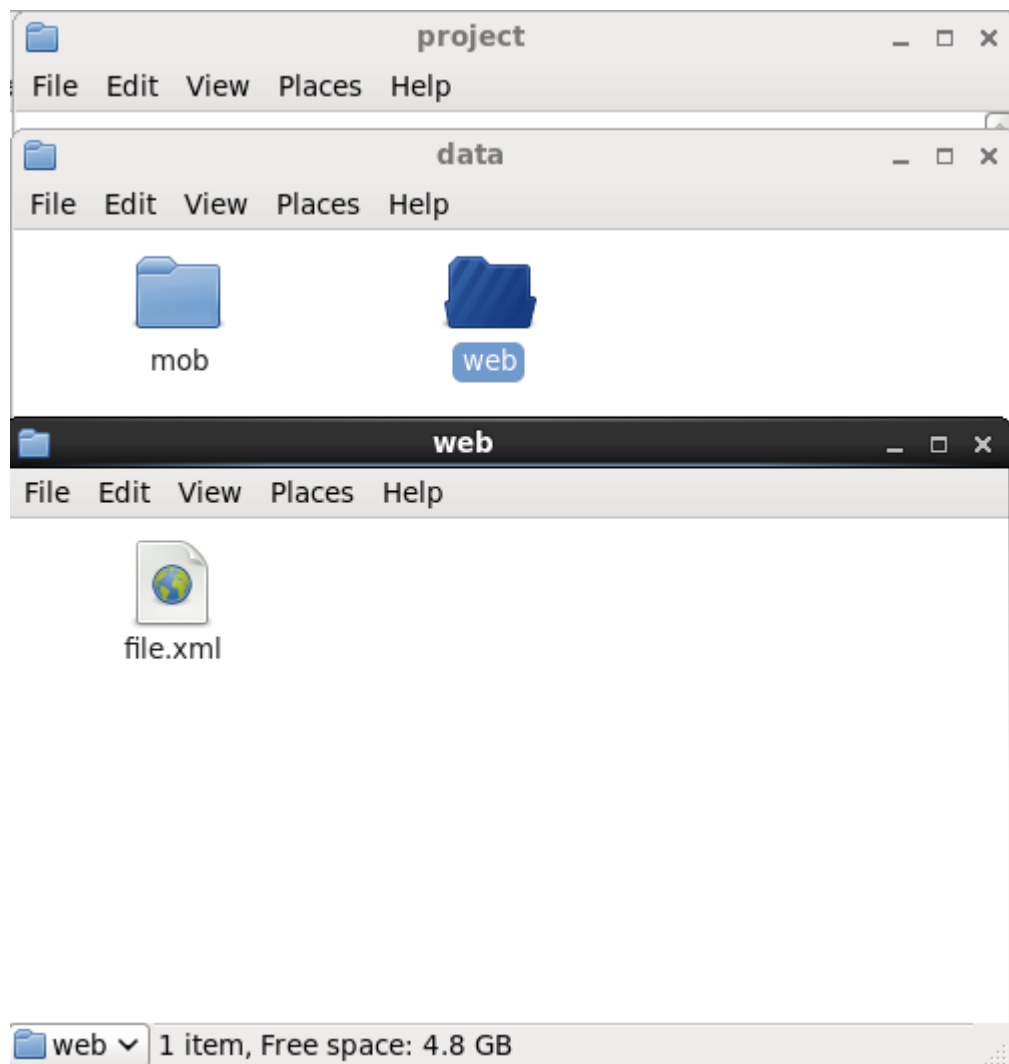 project
File Edit View Places Help
data
File Edit View Places Help
mob web
web
File Edit View Places Help
file.xml
web 1 item, Free space: 4.8 GB